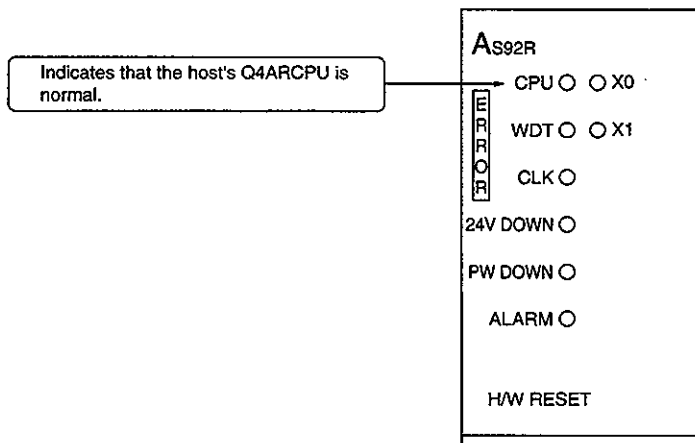 AS92R
Indicates that the host's Q4ARCPU is
normal.
CPU X0
ERROR
WDT X1
CLK
24V DOWN
PW DOWN
ALARM
H/W RESET